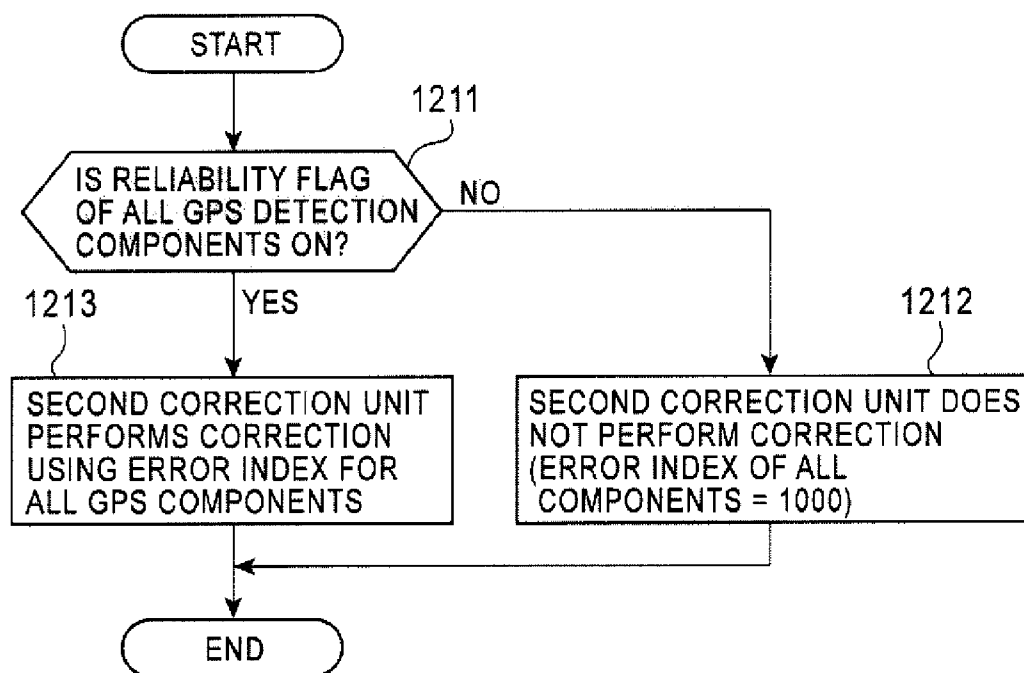 START
1211
IS RELIABILITY FLAG
OF ALL GPS DETECTION
COMPONENTS ON?
NO
YES
1213
SECOND CORRECTION UNIT
PERFORMS CORRECTION
USING ERROR INDEX FOR
ALL GPS COMPONENTS
1212
SECOND CORRECTION UNIT DOES
NOT PERFORM CORRECTION
(ERROR INDEX OF ALL
COMPONENTS = 1000)
END